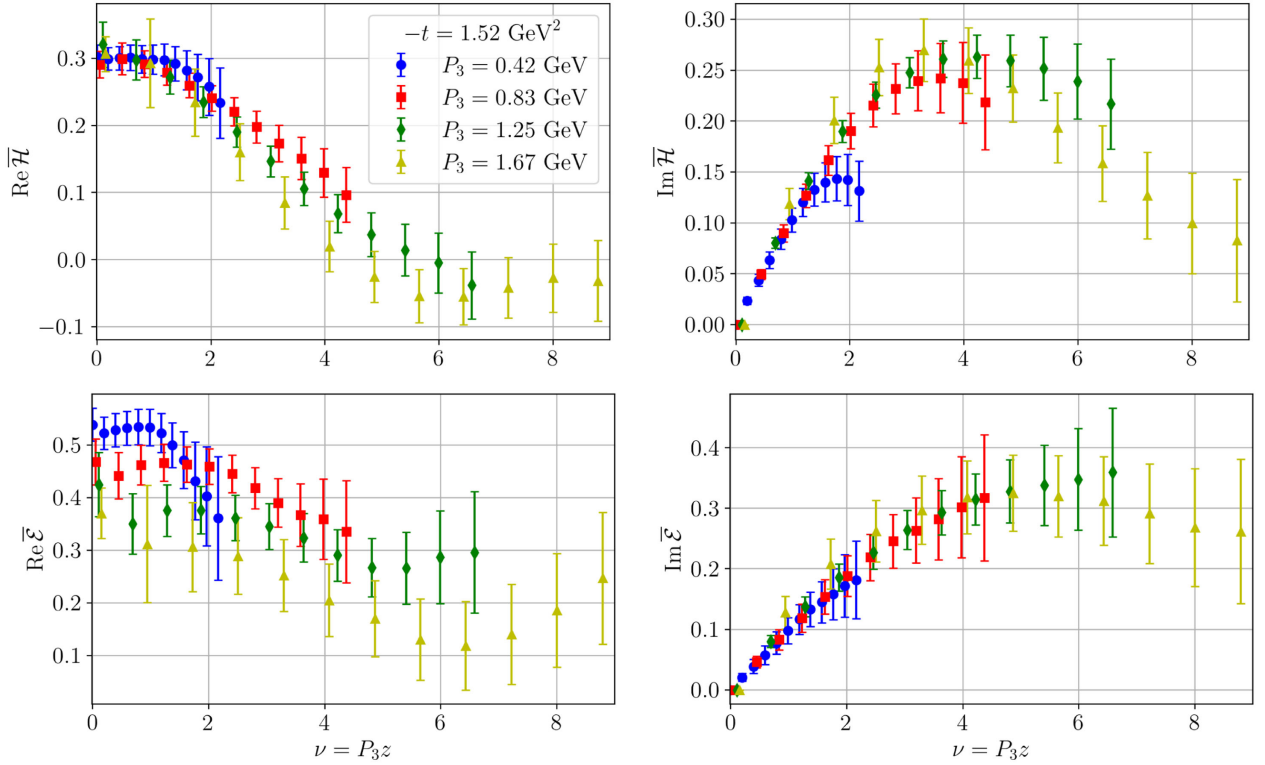 −t = 1.52 GeV²
P₃ = 0.42 GeV
P₃ = 0.83 GeV
P₃ = 1.25 GeV
P₃ = 1.67 GeV
Re H̅
0.3
0.2
0.1
0.0
−0.1
0 2 4 6 8
Im H̅
0.30
0.25
0.20
0.15
0.10
0.05
0.00
0 2 4 6 8
Re E̅
0.5
0.4
0.3
0.2
0.1
0 2 4 6 8
ν = P₃z
Im E̅
0.4
0.3
0.2
0.1
0.0
0 2 4 6 8
ν = P₃z